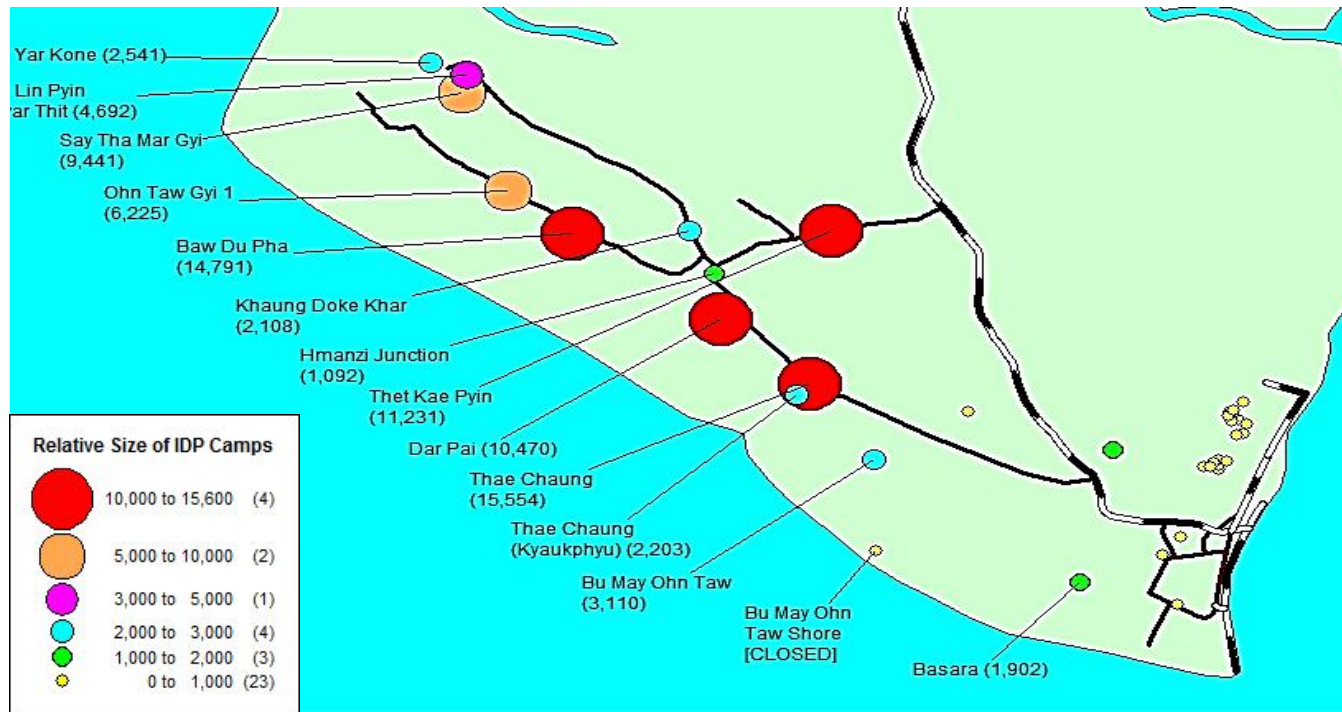 Yar Kone (2,541)
Lin Pyin
ar Thit (4,692)
Say Tha Mar Gyi
(9,441)
Ohn Taw Gyi 1
(6,225)
Baw Du Pha
(14,791)
Khaung Doke Khar
(2,108)
Hmanzi Junction
(1,092)
Thet Kae Pyin
(11,231)
Dar Pai (10,470)
Thae Chaung
(15,554)
Thae Chaung
(Kyaukphyu) (2,203)
Bu May Ohn Taw
(3,110)
Bu May Ohn
Taw Shore
[CLOSED]
Basara (1,902)
Relative Size of IDP Camps
10,000 to 15,600 (4)
5,000 to 10,000 (2)
3,000 to 5,000 (1)
2,000 to 3,000 (4)
1,000 to 2,000 (3)
0 to 1,000 (23)